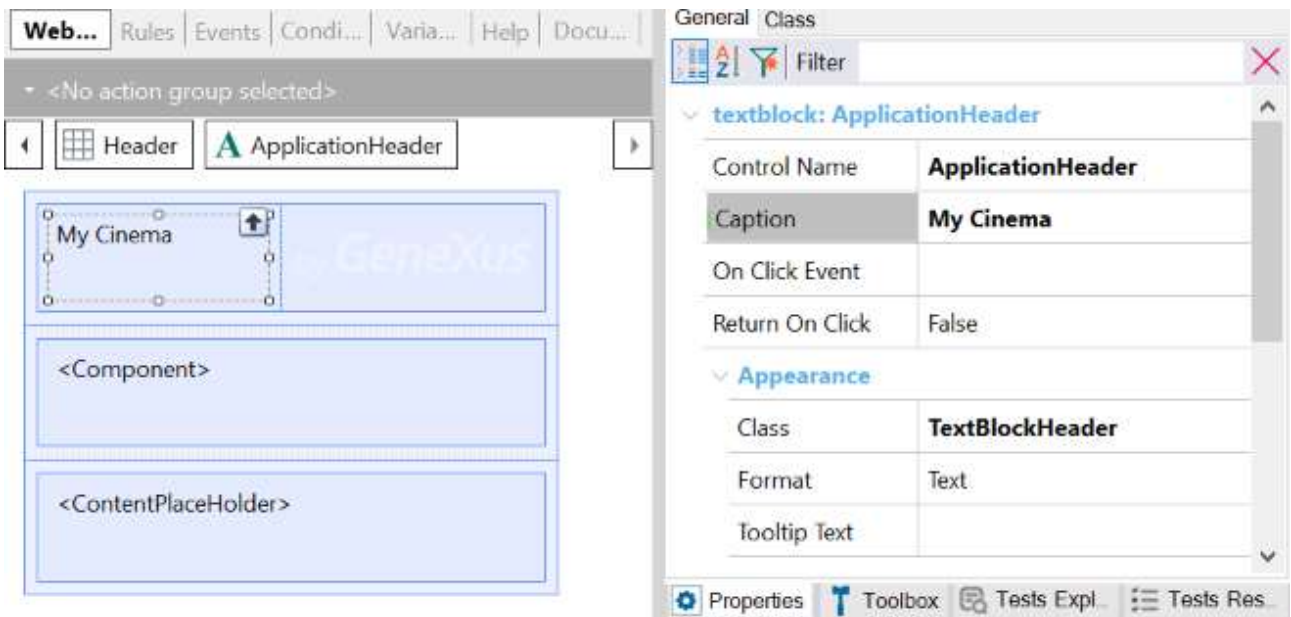 Web... Rules Events Condi... Varia... Help Docu...
<No action group selected>
Header ApplicationHeader
My Cinema
by GeneXus
<Component>
<ContentPlaceHolder>
General Class
Filter
textblock: ApplicationHeader
Control Name ApplicationHeader
Caption My Cinema
On Click Event
Return On Click False
Appearance
Class TextBlockHeader
Format Text
Tooltip Text
Properties Toolbox Tests Expl... Tests Res...